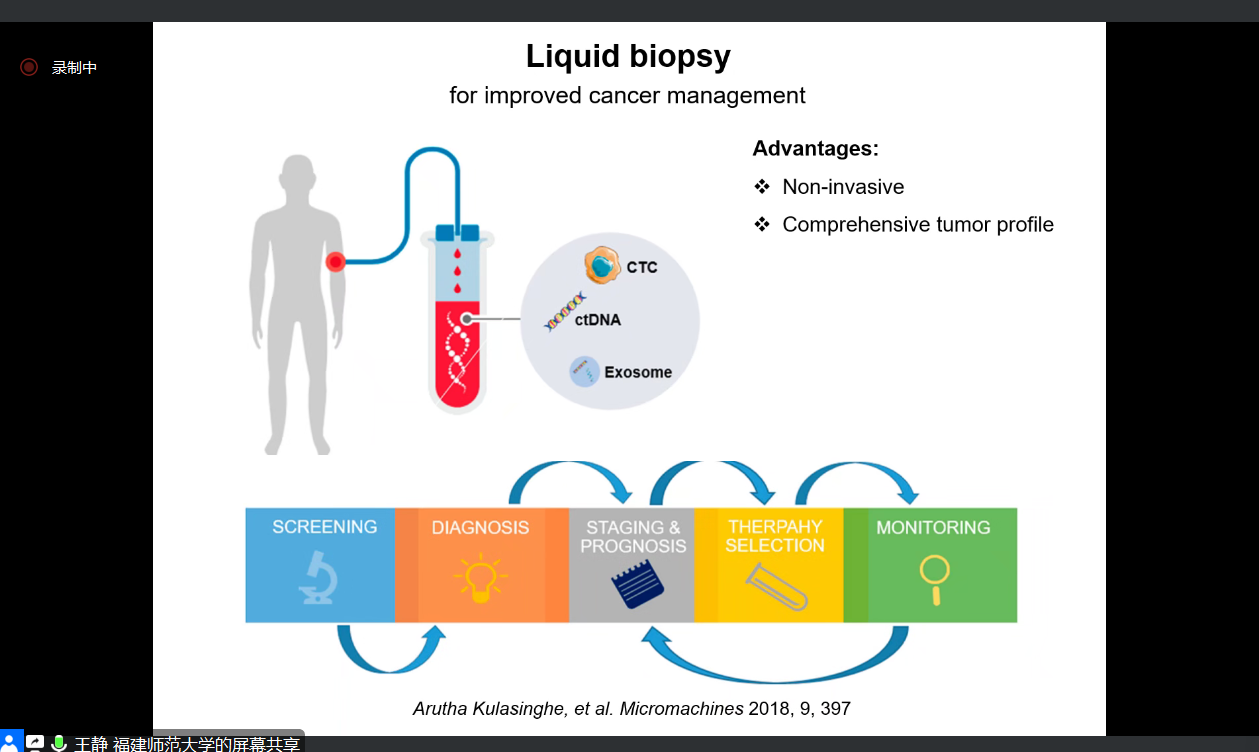 录制中
Liquid biopsy
for improved cancer management
Advantages:
❖ Non-invasive
❖ Comprehensive tumor profile
CTC
ctDNA
Exosome
SCREENING
DIAGNOSIS
STAGING &
PROGNOSIS
THERPAHY
SELECTION
MONITORING
Arutha Kulasinghe, et al. Micromachines 2018, 9, 397
王静 福建师范大学的屏幕共享